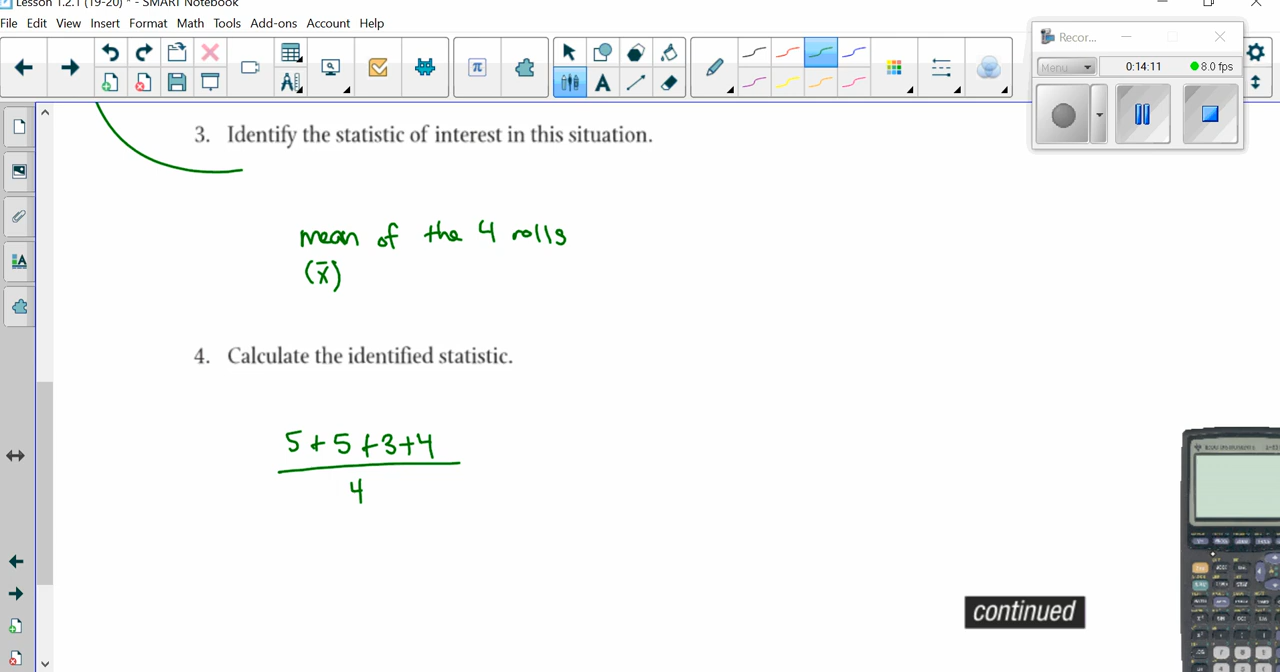 Lesson 1.2.1 (19-20) * - SMART Notebook
File Edit View Insert Format Math Tools Add-ons Account Help
Recor...
Menu 0:14:11 8.0 fps
3. Identify the statistic of interest in this situation.
mean of the 4 rolls
(x̄)
4. Calculate the identified statistic.
5 + 5 + 3 + 4
4
continued